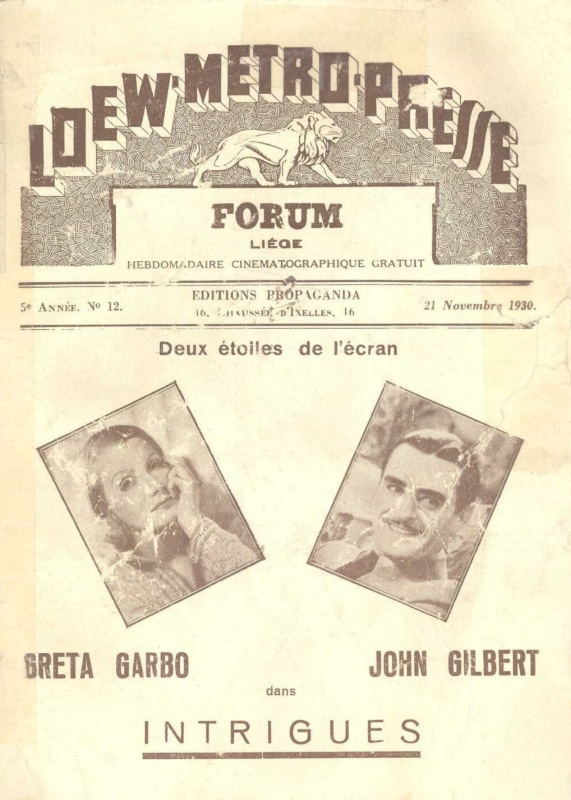 LOEW·METRO·PRESSE
FORUM
LIÉGE
HEBDOMADAIRE CINEMATOGRAPHIQUE GRATUIT
5e ANNÉE. No 12.
EDITIONS PROPAGANDA
16, CHAUSSÉE D'IXELLES, 16
21 Novembre 1930.
Deux étoiles de l'écran
GRETA GARBO
JOHN GILBERT
dans
INTRIGUES